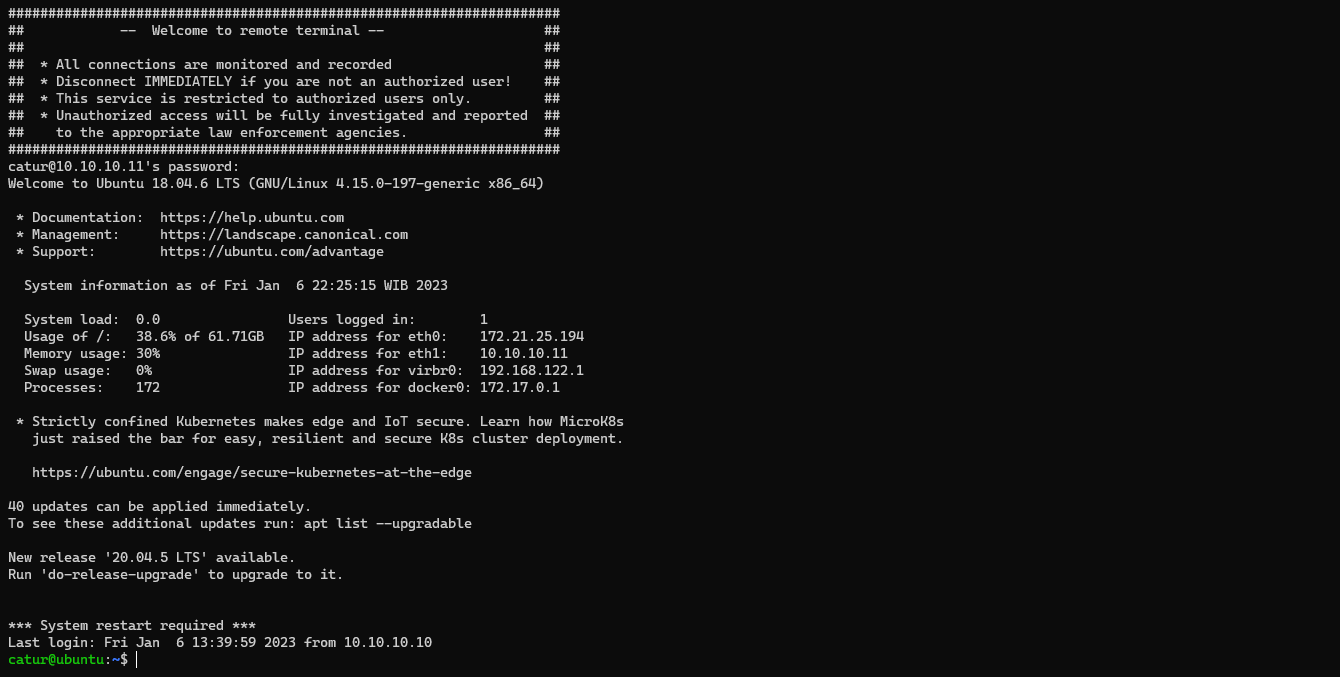 #####################################################################
##            --  Welcome to remote terminal --                    ##
##                                                                 ##
##  * All connections are monitored and recorded                   ##
##  * Disconnect IMMEDIATELY if you are not an authorized user!    ##
##  * This service is restricted to authorized users only.         ##
##  * Unauthorized access will be fully investigated and reported  ##
##    to the appropriate law enforcement agencies.                 ##
#####################################################################
catur@10.10.10.11's password:
Welcome to Ubuntu 18.04.6 LTS (GNU/Linux 4.15.0-197-generic x86_64)

 * Documentation:  https://help.ubuntu.com
 * Management:     https://landscape.canonical.com
 * Support:        https://ubuntu.com/advantage

  System information as of Fri Jan  6 22:25:15 WIB 2023

  System load:  0.0                Users logged in:        1
  Usage of /:   38.6% of 61.71GB   IP address for eth0:    172.21.25.194
  Memory usage: 30%                IP address for eth1:    10.10.10.11
  Swap usage:   0%                 IP address for virbr0:  192.168.122.1
  Processes:    172                IP address for docker0: 172.17.0.1

 * Strictly confined Kubernetes makes edge and IoT secure. Learn how MicroK8s
   just raised the bar for easy, resilient and secure K8s cluster deployment.

   https://ubuntu.com/engage/secure-kubernetes-at-the-edge

40 updates can be applied immediately.
To see these additional updates run: apt list --upgradable

New release '20.04.5 LTS' available.
Run 'do-release-upgrade' to upgrade to it.


*** System restart required ***
Last login: Fri Jan  6 13:39:59 2023 from 10.10.10.10
catur@ubuntu:~$